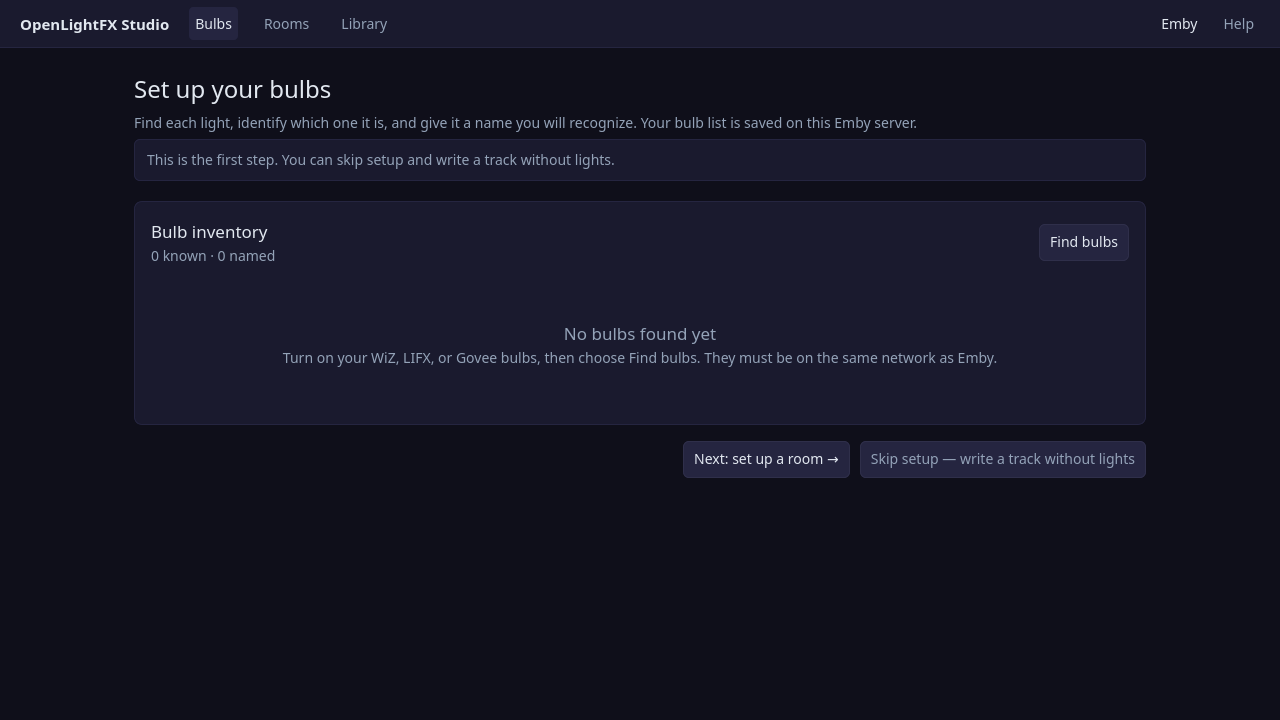 OpenLightFX Studio Bulbs Rooms Library Emby Help
Set up your bulbs
Find each light, identify which one it is, and give it a name you will recognize. Your bulb list is saved on this Emby server.
This is the first step. You can skip setup and write a track without lights.
Bulb inventory
0 known · 0 named
Find bulbs
No bulbs found yet
Turn on your WiZ, LIFX, or Govee bulbs, then choose Find bulbs. They must be on the same network as Emby.
Next: set up a room → Skip setup — write a track without lights